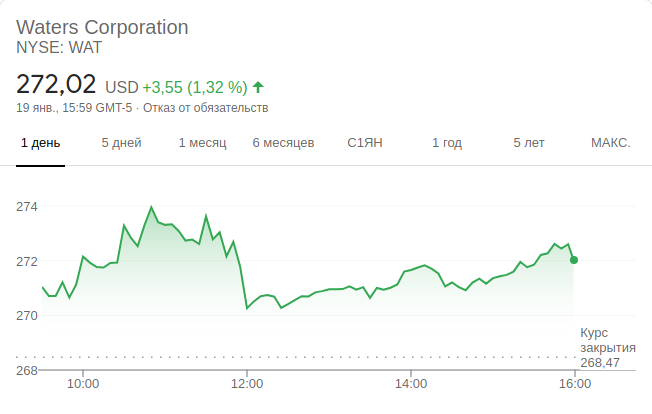 Waters Corporation
NYSE: WAT
272,02 USD +3,55 (1,32 %)
19 янв., 15:59 GMT-5 · Отказ от обязательств
1 день 5 дней 1 месяц 6 месяцев С1ЯН 1 год 5 лет МАКС.
274
272
270
Курс
закрытия
268,47
268
10:00 12:00 14:00 16:00